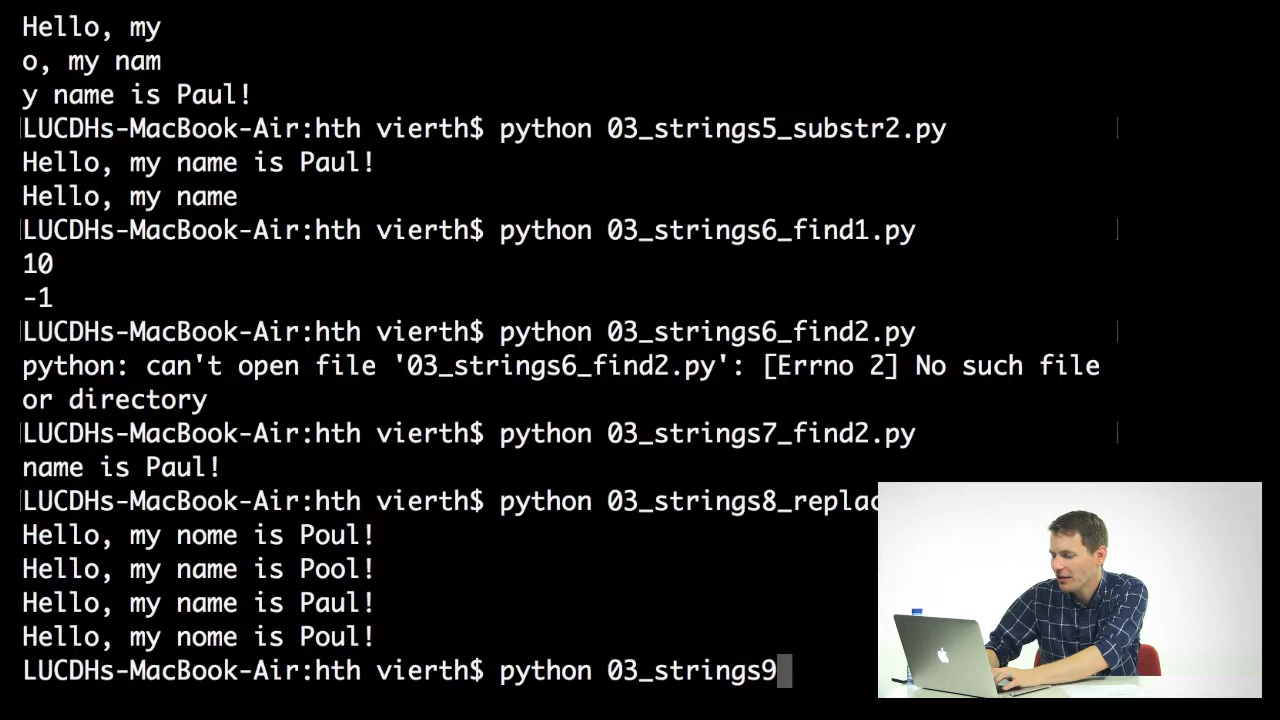 Hello, my
o, my nam
y name is Paul!
LUCDHs-MacBook-Air:hth vierth$ python 03_strings5_substr2.py
Hello, my name is Paul!
Hello, my name
LUCDHs-MacBook-Air:hth vierth$ python 03_strings6_find1.py
10
-1
LUCDHs-MacBook-Air:hth vierth$ python 03_strings6_find2.py
python: can't open file '03_strings6_find2.py': [Errno 2] No such file
or directory
LUCDHs-MacBook-Air:hth vierth$ python 03_strings7_find2.py
name is Paul!
LUCDHs-MacBook-Air:hth vierth$ python 03_strings8_replac
Hello, my nome is Poul!
Hello, my name is Pool!
Hello, my name is Paul!
Hello, my nome is Poul!
LUCDHs-MacBook-Air:hth vierth$ python 03_strings9